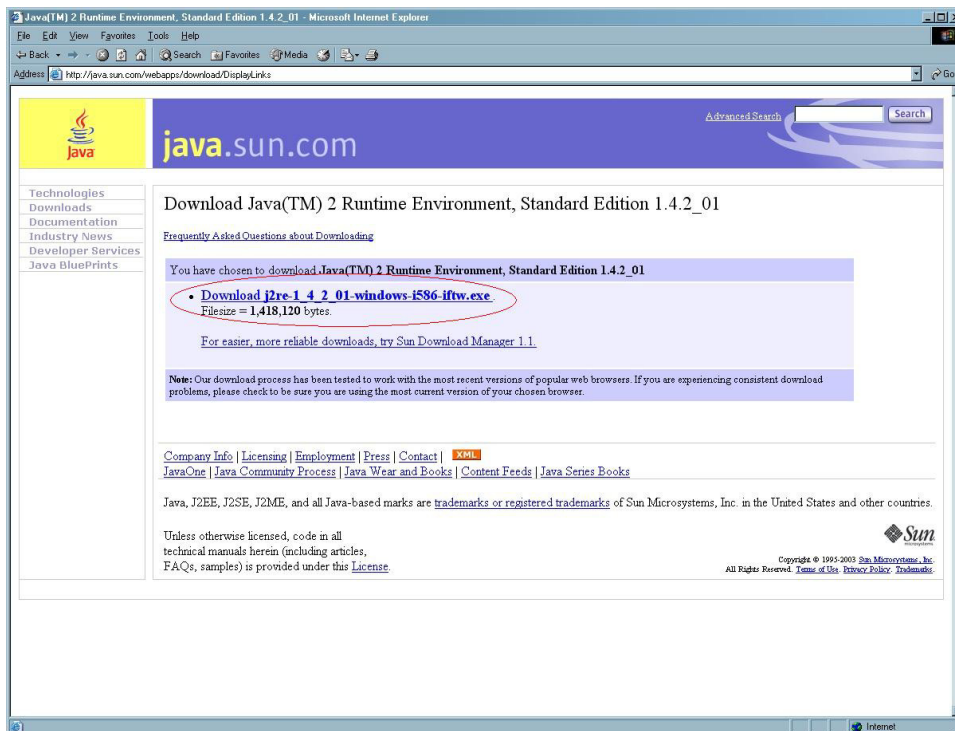 Java(TM) 2 Runtime Environment, Standard Edition 1.4.2_01 - Microsoft Internet Explorer
File Edit View Favorites Tools Help
Back Search Favorites Media
Address http://java.sun.com/webapps/download/DisplayLinks Go
Java
java.sun.com
Advanced Search Search
Technologies
Downloads
Documentation
Industry News
Developer Services
Java BluePrints
Download Java(TM) 2 Runtime Environment, Standard Edition 1.4.2_01
Frequently Asked Questions about Downloading
You have chosen to download Java(TM) 2 Runtime Environment, Standard Edition 1.4.2_01
• Download j2re-1_4_2_01-windows-i586-iftw.exe
Filesize = 1,418,120 bytes.
For easier, more reliable downloads, try Sun Download Manager 1.1.
Note: Our download process has been tested to work with the most recent versions of popular web browsers. If you are experiencing consistent download
problems, please check to be sure you are using the most current version of your chosen browser.
Company Info | Licensing | Employment | Press | Contact | XML
JavaOne | Java Community Process | Java Wear and Books | Content Feeds | Java Series Books
Java, J2EE, J2SE, J2ME, and all Java-based marks are trademarks or registered trademarks of Sun Microsystems, Inc. in the United States and other countries.
Unless otherwise licensed, code in all
technical manuals herein (including articles,
FAQs, samples) is provided under this License.
Sun
microsystems
Copyright © 1995-2003 Sun Microsystems, Inc.
All Rights Reserved. Terms of Use. Privacy Policy. Trademarks.
Internet